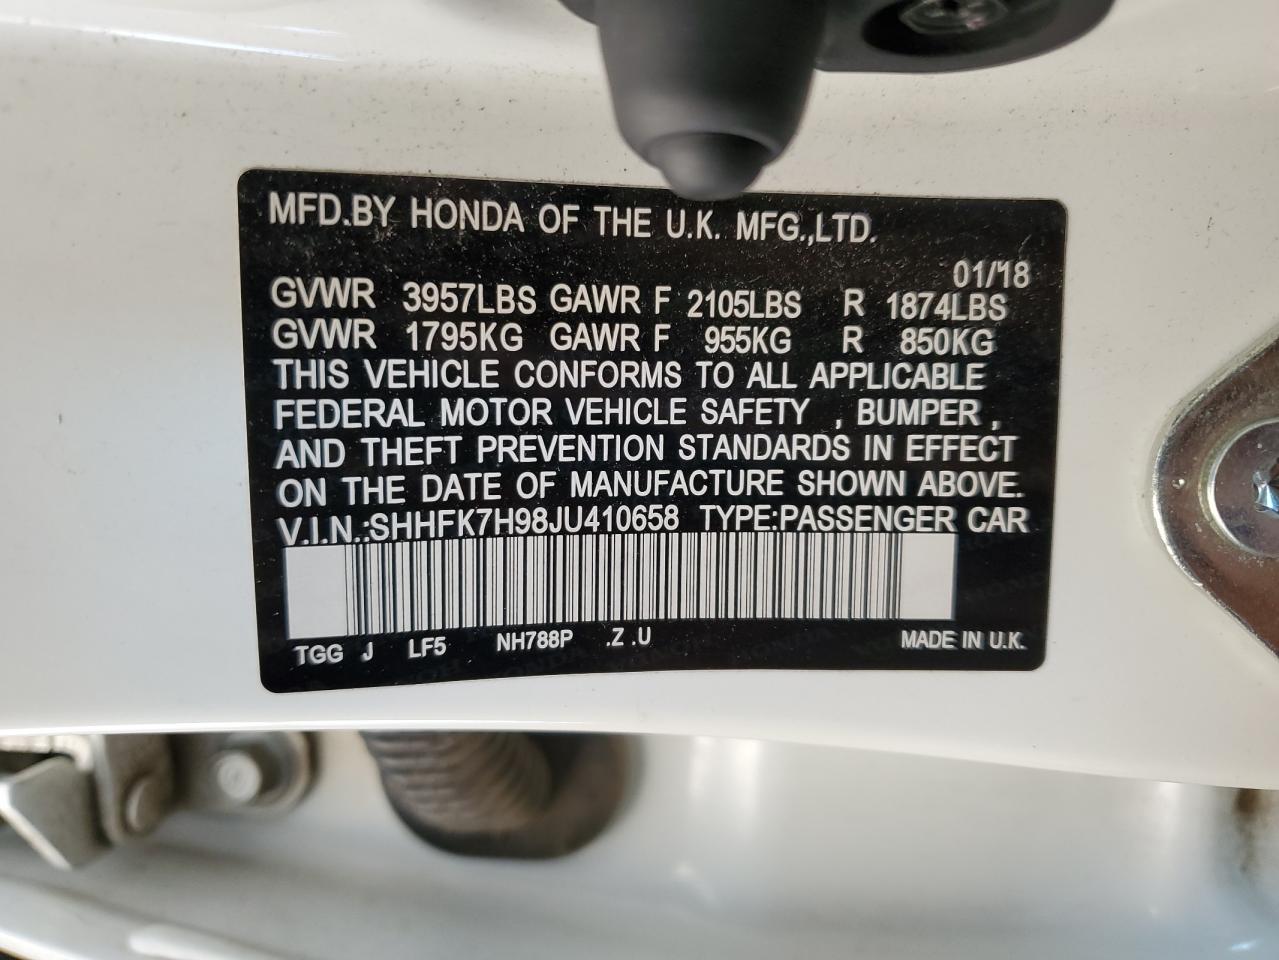 MFD.BY HONDA OF THE U.K. MFG.,LTD.
01/18
GVWR 3957LBS GAWR F 2105LBS R 1874LBS
GVWR 1795KG GAWR F 955KG R 850KG
THIS VEHICLE CONFORMS TO ALL APPLICABLE
FEDERAL MOTOR VEHICLE SAFETY , BUMPER ,
AND THEFT PREVENTION STANDARDS IN EFFECT
ON THE DATE OF MANUFACTURE SHOWN ABOVE.
V.I.N.:SHHFK7H98JU410658 TYPE:PASSENGER CAR
TGG J LF5 NH788P .Z .U MADE IN U.K.